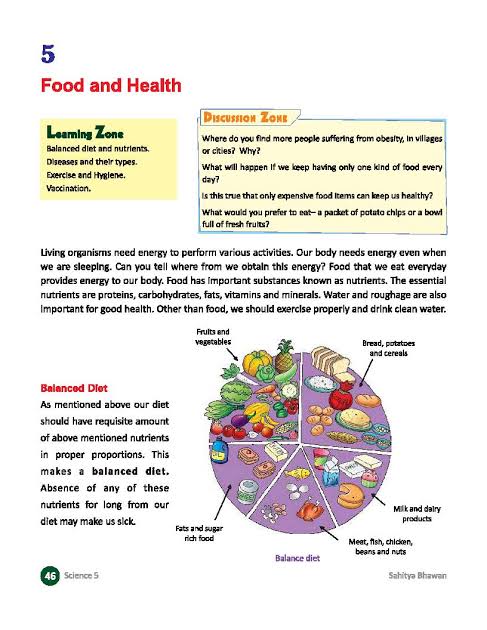 5
Food and Health
Learning Zone
Balanced diet and nutrients.
Diseases and their types.
Exercise and Hygiene.
Vaccination.
Discussion Zone
Where do you find more people suffering from obesity, in villages
or cities? Why?
What will happen if we keep having only one kind of food every
day?
Is this true that only expensive food items can keep us healthy?
What would you prefer to eat– a packet of potato chips or a bowl
full of fresh fruits?
Living organisms need energy to perform various activities. Our body needs energy even when
we are sleeping. Can you tell where from we obtain this energy? Food that we eat everyday
provides energy to our body. Food has important substances known as nutrients. The essential
nutrients are proteins, carbohydrates, fats, vitamins and minerals. Water and roughage are also
important for good health. Other than food, we should exercise properly and drink clean water.
Fruits and
vegetables
Bread, potatoes
and cereals
Balanced Diet
As mentioned above our diet
should have requisite amount
of above mentioned nutrients
in proper proportions. This
makes a balanced diet.
Absence of any of these
nutrients for long from our
diet may make us sick.
Milk and dairy
products
Fats and sugar
rich food
Meat, fish, chicken,
beans and nuts
Balance diet
46 Science 5
Sahitya Bhawan